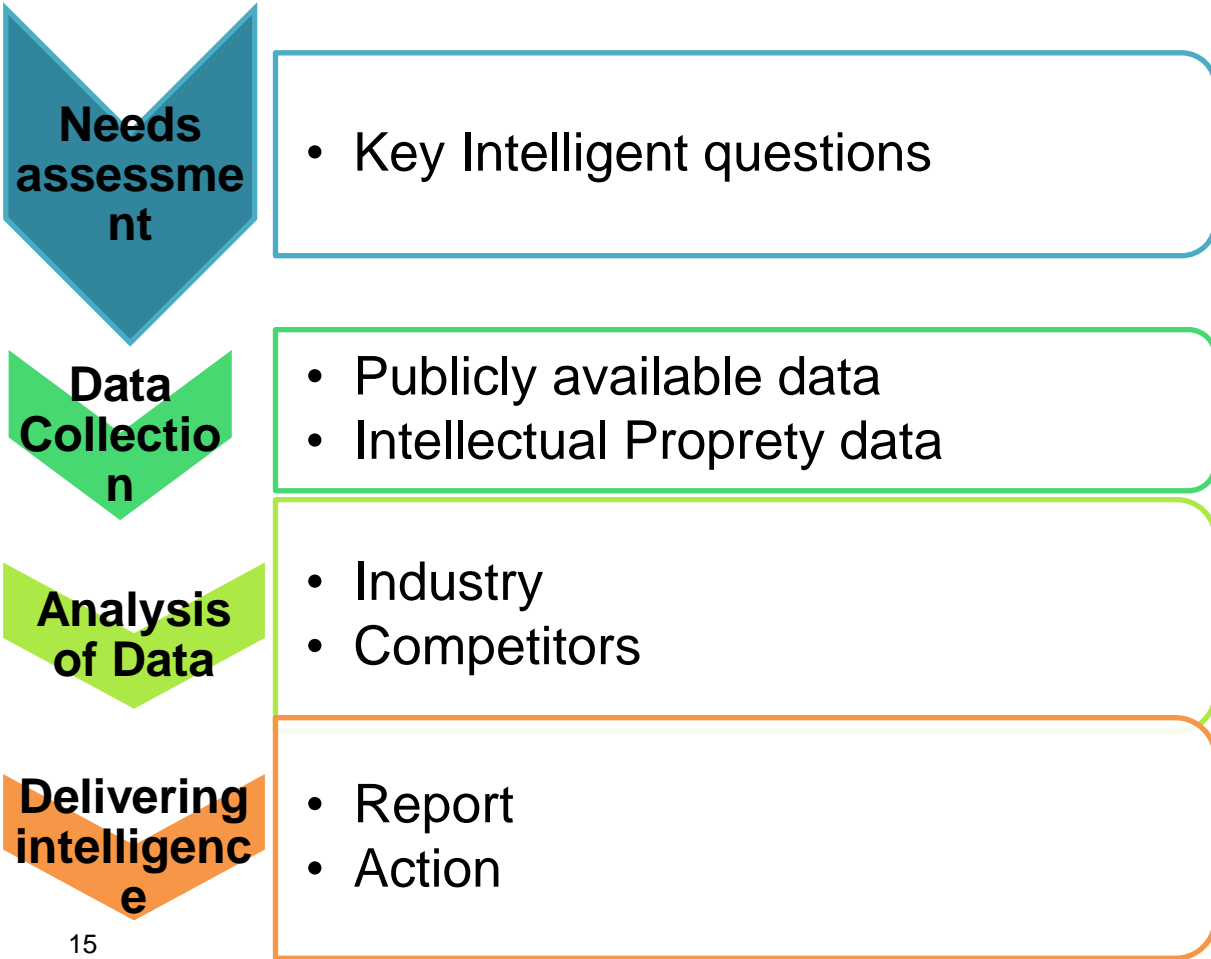 Needs
assessme
nt
• Key Intelligent questions
Data
Collectio
n
• Publicly available data
• Intellectual Proprety data
Analysis
of Data
• Industry
• Competitors
Delivering
intelligenc
e
• Report
• Action
15